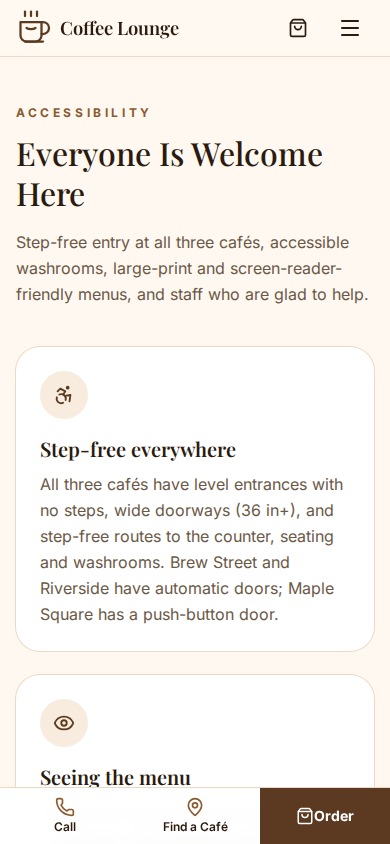 Coffee Lounge
ACCESSIBILITY
Everyone Is Welcome
Here
Step-free entry at all three cafés, accessible
washrooms, large-print and screen-reader-
friendly menus, and staff who are glad to help.
Step-free everywhere
All three cafés have level entrances with
no steps, wide doorways (36 in+), and
step-free routes to the counter, seating
and washrooms. Brew Street and
Riverside have automatic doors; Maple
Square has a push-button door.
Seeing the menu
Call
Find a Café
Order